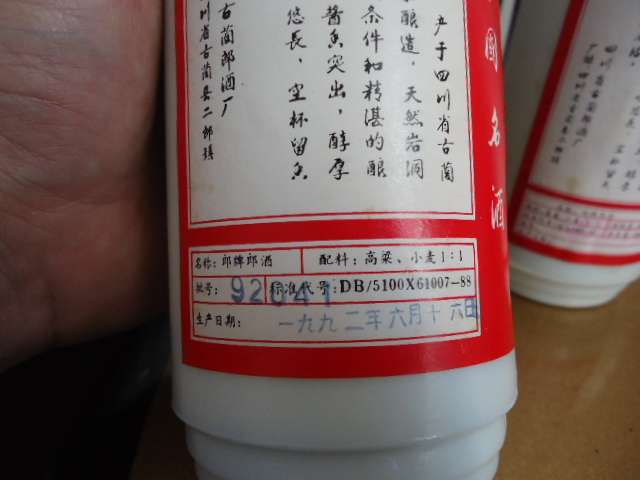 产于四川省古蔺
酿造，天然岩洞
条件和精湛的酿
酱香突出，醇厚
悠长，空杯留香
古蔺郎酒厂
川省古蔺县二郎镇
国名酒
名称：郎牌郎酒
配料：高粱、小麦1:1
批号：92041
标准代号：DB/5100X61007-88
生产日期：一九九二年六月十六日